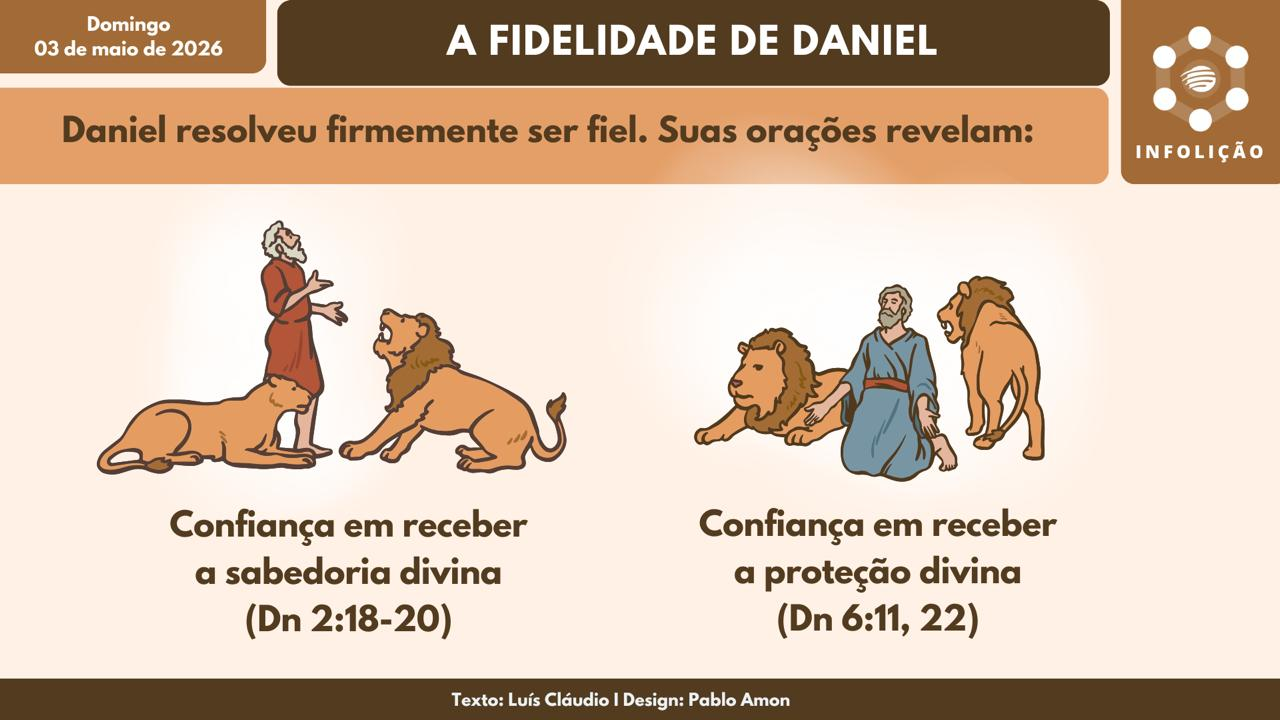 Domingo
03 de maio de 2026
A FIDELIDADE DE DANIEL
INFOLIÇÃO
Daniel resolveu firmemente ser fiel. Suas orações revelam:
Confiança em receber
a sabedoria divina
(Dn 2:18-20)
Confiança em receber
a proteção divina
(Dn 6:11, 22)
Texto: Luís Cláudio I Design: Pablo Amon